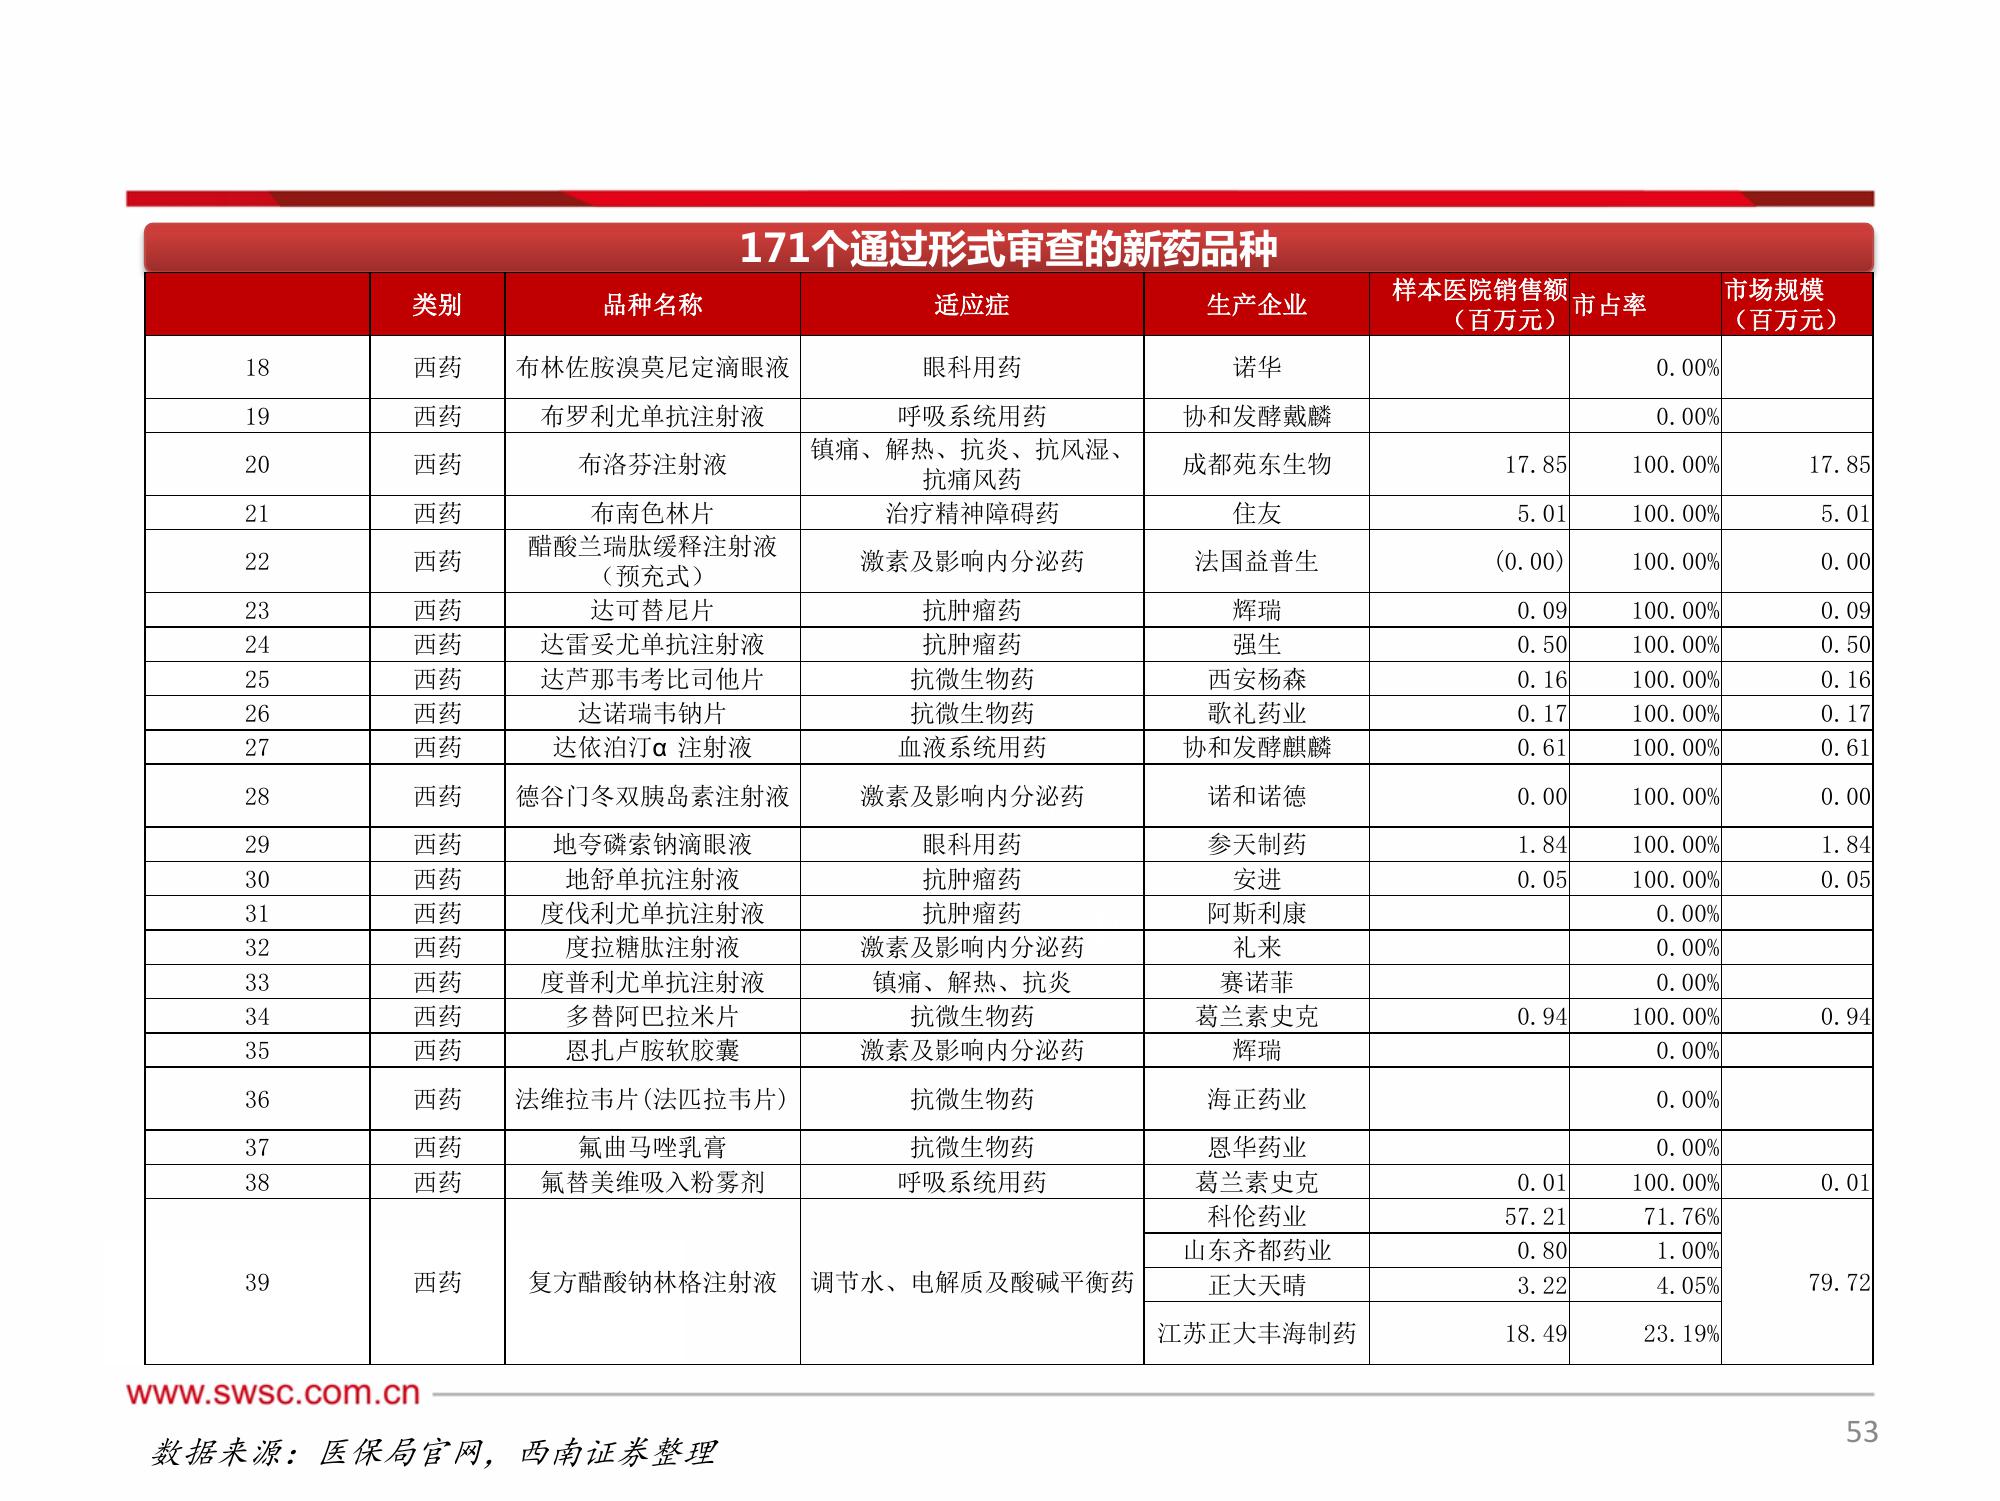 171个通过形式审查的新药品种
类别 品种名称 适应症 生产企业 样本医院销售额（百万元） 市占率 市场规模（百万元）
18 西药 布林佐胺溴莫尼定滴眼液 眼科用药 诺华 0.00%
19 西药 布罗利尤单抗注射液 呼吸系统用药 协和发酵戴麟 0.00%
20 西药 布洛芬注射液 镇痛、解热、抗炎、抗风湿、抗痛风药 成都苑东生物 17.85 100.00% 17.85
21 西药 布南色林片 治疗精神障碍药 住友 5.01 100.00% 5.01
22 西药 醋酸兰瑞肽缓释注射液（预充式） 激素及影响内分泌药 法国益普生 (0.00) 100.00% 0.00
23 西药 达可替尼片 抗肿瘤药 辉瑞 0.09 100.00% 0.09
24 西药 达雷妥尤单抗注射液 抗肿瘤药 强生 0.50 100.00% 0.50
25 西药 达芦那韦考比司他片 抗微生物药 西安杨森 0.16 100.00% 0.16
26 西药 达诺瑞韦钠片 抗微生物药 歌礼药业 0.17 100.00% 0.17
27 西药 达依泊汀α 注射液 血液系统用药 协和发酵麒麟 0.61 100.00% 0.61
28 西药 德谷门冬双胰岛素注射液 激素及影响内分泌药 诺和诺德 0.00 100.00% 0.00
29 西药 地夸磷索钠滴眼液 眼科用药 参天制药 1.84 100.00% 1.84
30 西药 地舒单抗注射液 抗肿瘤药 安进 0.05 100.00% 0.05
31 西药 度伐利尤单抗注射液 抗肿瘤药 阿斯利康 0.00%
32 西药 度拉糖肽注射液 激素及影响内分泌药 礼来 0.00%
33 西药 度普利尤单抗注射液 镇痛、解热、抗炎 赛诺菲 0.00%
34 西药 多替阿巴拉米片 抗微生物药 葛兰素史克 0.94 100.00% 0.94
35 西药 恩扎卢胺软胶囊 激素及影响内分泌药 辉瑞 0.00%
36 西药 法维拉韦片(法匹拉韦片) 抗微生物药 海正药业 0.00%
37 西药 氟曲马唑乳膏 抗微生物药 恩华药业 0.00%
38 西药 氟替美维吸入粉雾剂 呼吸系统用药 葛兰素史克 0.01 100.00% 0.01
39 西药 复方醋酸钠林格注射液 调节水、电解质及酸碱平衡药 科伦药业 57.21 71.76% 79.72
山东齐都药业 0.80 1.00%
正大天晴 3.22 4.05%
江苏正大丰海制药 18.49 23.19%
www.swsc.com.cn
数据来源：医保局官网，西南证券整理
53